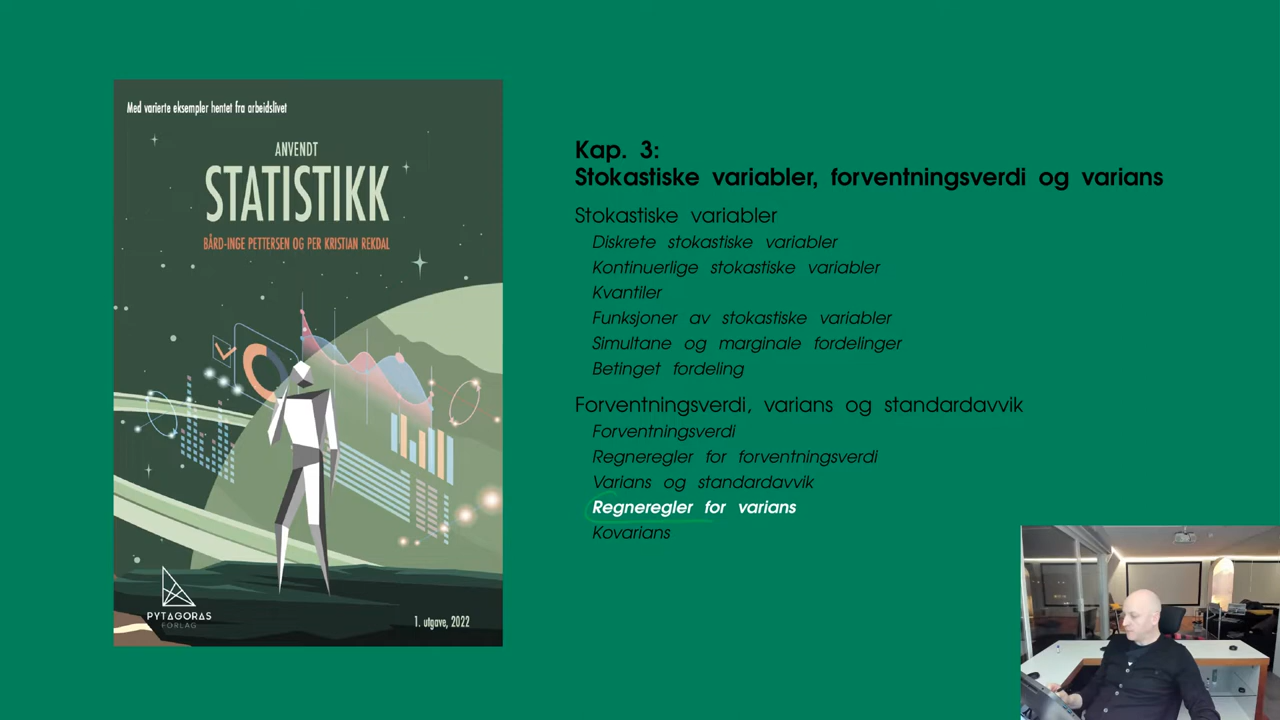 Med varierte eksempler hentet fra arbeidslivet
ANVENDT
STATISTIKK
BÅRD-INGE PETTERSEN OG PER KRISTIAN REKDAL
PYTAGORAS
FORLAG
1. utgave, 2022
Kap. 3:
Stokastiske variabler, forventningsverdi og varians
Stokastiske variabler
Diskrete stokastiske variabler
Kontinuerlige stokastiske variabler
Kvantiler
Funksjoner av stokastiske variabler
Simultane og marginale fordelinger
Betinget fordeling
Forventningsverdi, varians og standardavvik
Forventningsverdi
Regneregler for forventningsverdi
Varians og standardavvik
Regneregler for varians
Kovarians